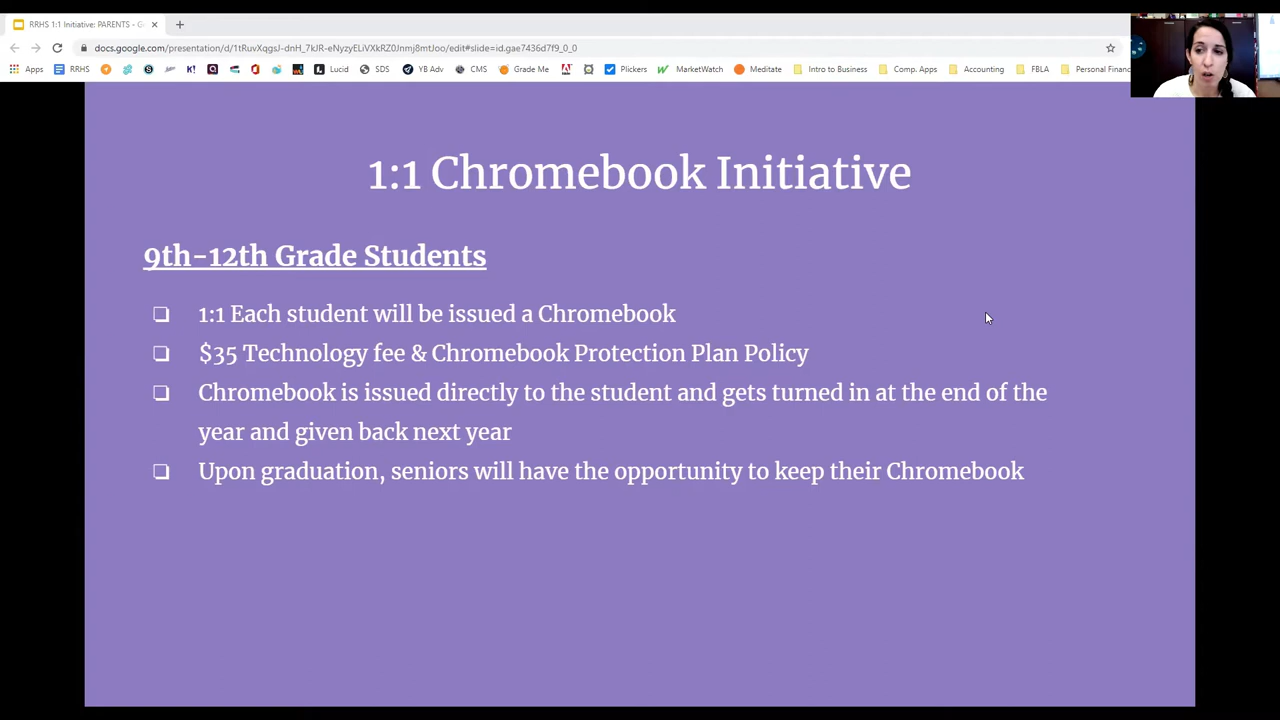 RRHS 1:1 Initiative: PARENTS - G
docs.google.com/presentation/d/1tRuvXqgsJ-dnH_7kJR-eNyzyELiVXkRZ0Jnmj8mtJoo/edit#slide=id.gae7436d7f9_0_0
Apps RRHS K! Lucid SDS YB Adv CMS Grade Me Plickers MarketWatch Meditate Intro to Business Comp. Apps Accounting FBLA Personal Financ
1:1 Chromebook Initiative
9th-12th Grade Students
❏ 1:1 Each student will be issued a Chromebook
❏ $35 Technology fee & Chromebook Protection Plan Policy
❏ Chromebook is issued directly to the student and gets turned in at the end of the
year and given back next year
❏ Upon graduation, seniors will have the opportunity to keep their Chromebook